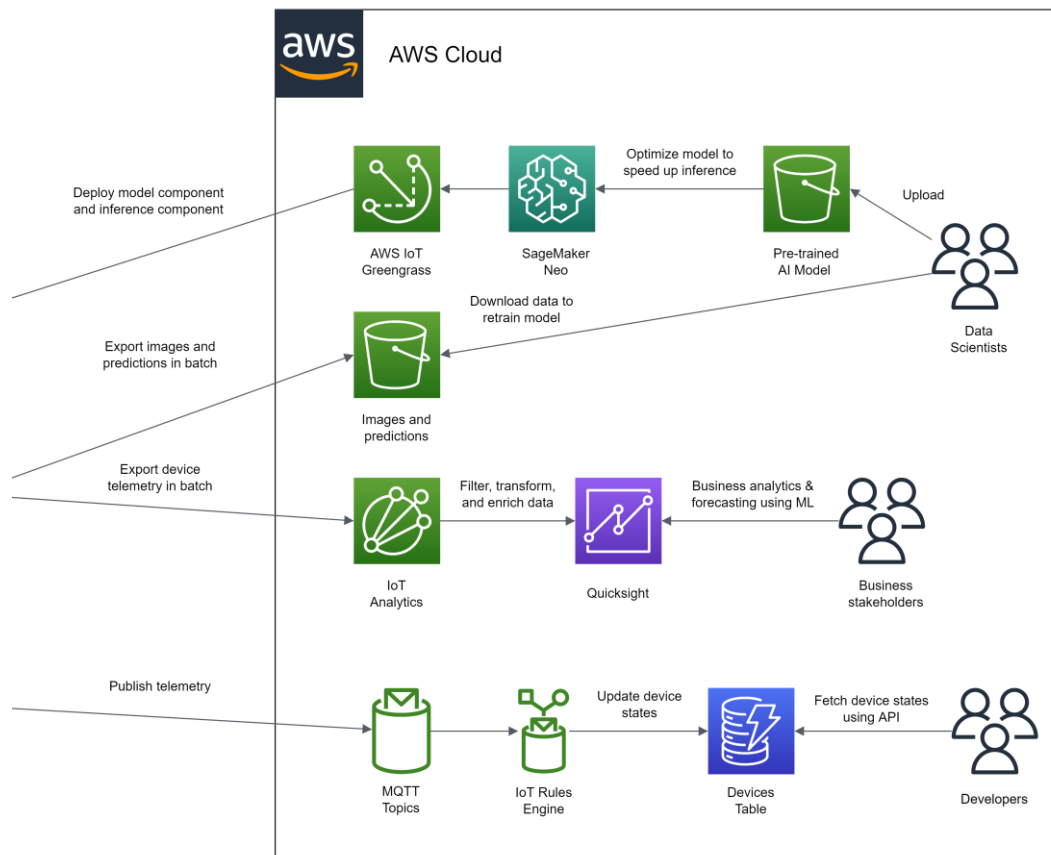 aws
AWS Cloud
Deploy model component
and inference component
AWS IoT
Greengrass
SageMaker
Neo
Optimize model to
speed up inference
Pre-trained
AI Model
Upload
Data
Scientists
Download data to
retrain model
Export images and
predictions in batch
Images and
predictions
Export device
telemetry in batch
IoT
Analytics
Filter, transform,
and enrich data
Quicksight
Business analytics &
forecasting using ML
Business
stakeholders
Publish telemetry
MQTT
Topics
IoT Rules
Engine
Update device
states
Devices
Table
Fetch device states
using API
Developers